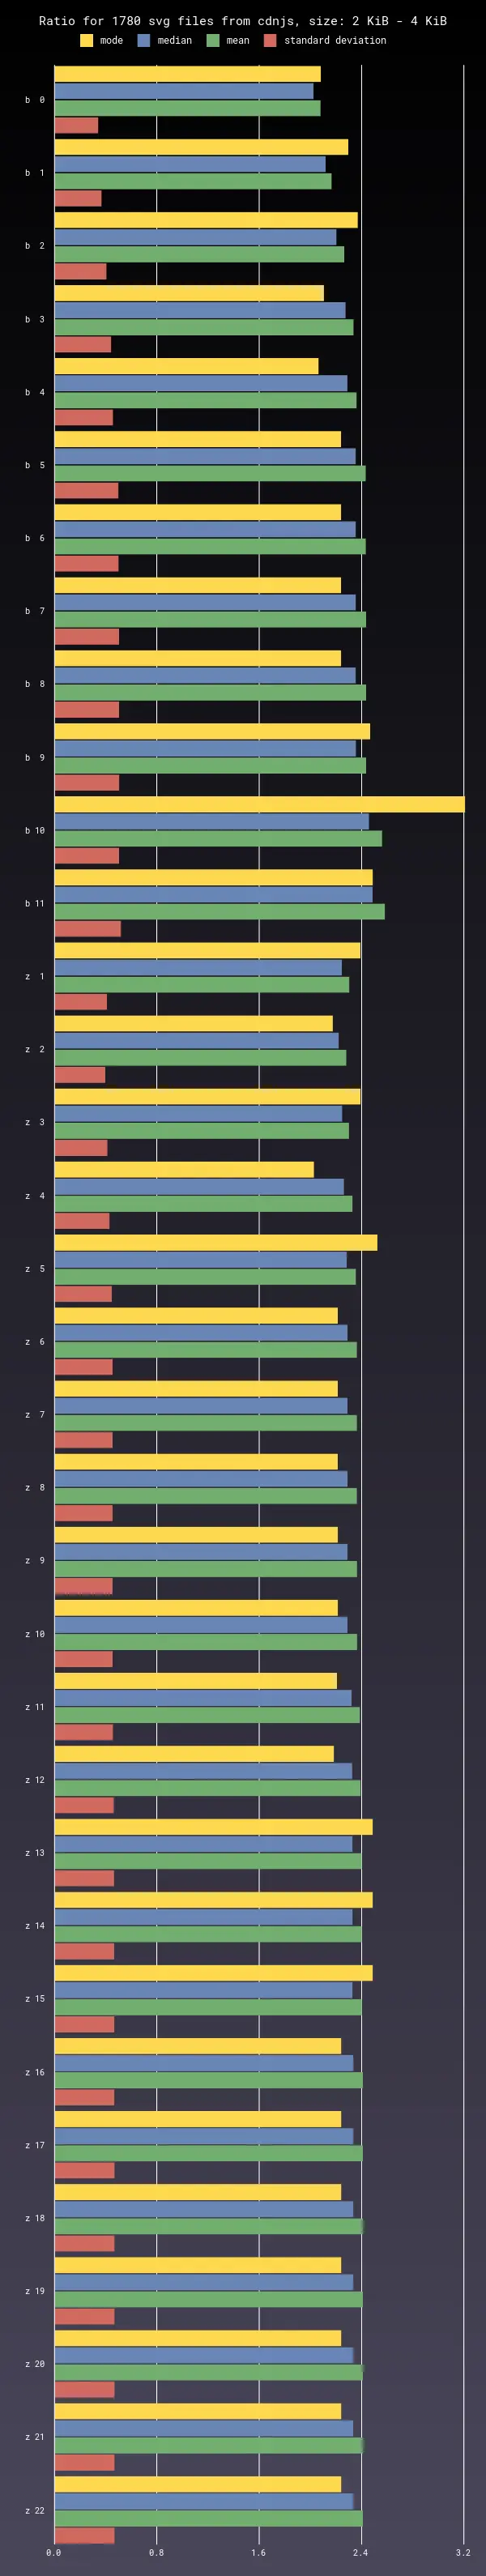 Ratio for 1780 svg files from cdnjs, size: 2 KiB - 4 KiB
mode median mean standard deviation
b 0
b 1
b 2
b 3
b 4
b 5
b 6
b 7
b 8
b 9
b 10
b 11
z 1
z 2
z 3
z 4
z 5
z 6
z 7
z 8
z 9
z 10
z 11
z 12
z 13
z 14
z 15
z 16
z 17
z 18
z 19
z 20
z 21
z 22
0.0 0.8 1.6 2.4 3.2